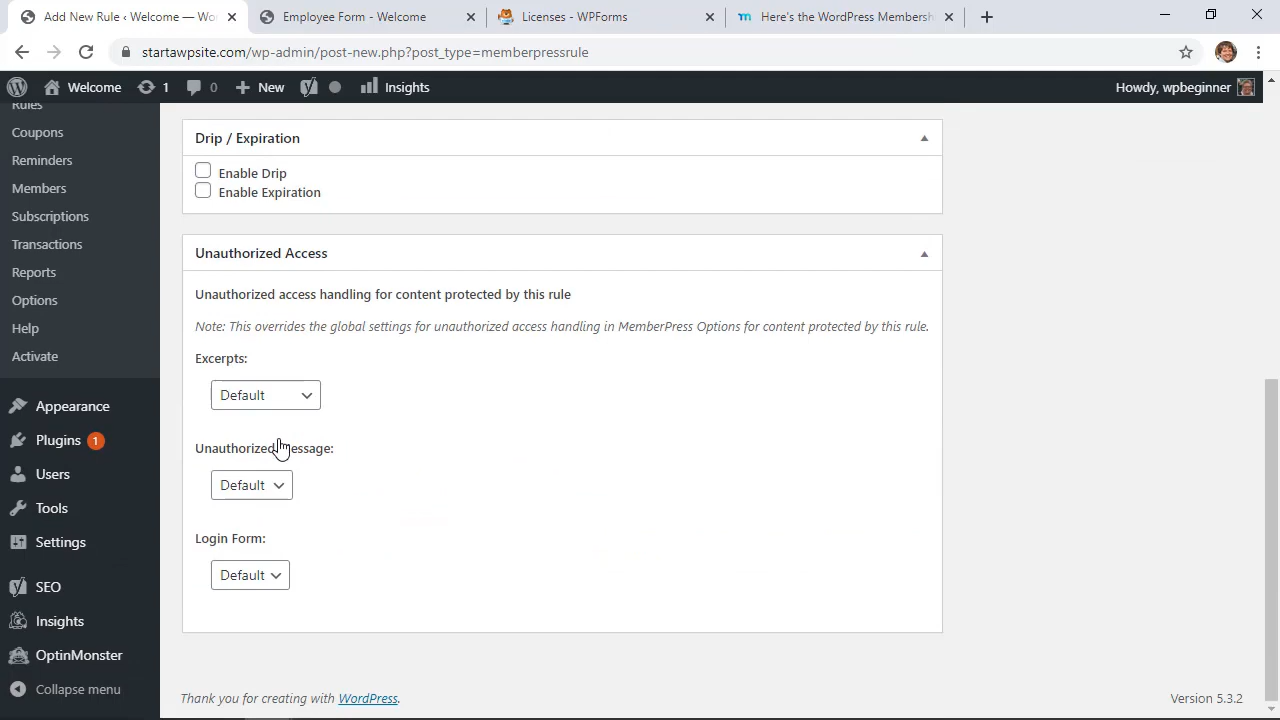 Add New Rule ‹ Welcome — Wor
Employee Form - Welcome
Licenses - WPForms
Here's the WordPress Membersh
startawpsite.com/wp-admin/post-new.php?post_type=memberpressrule
Welcome
1
0
New
Insights
Howdy, wpbeginner
Rules
Coupons
Reminders
Members
Subscriptions
Transactions
Reports
Options
Help
Activate
Appearance
Plugins 1
Users
Tools
Settings
SEO
Insights
OptinMonster
Collapse menu
Drip / Expiration
Enable Drip
Enable Expiration
Unauthorized Access
Unauthorized access handling for content protected by this rule
Note: This overrides the global settings for unauthorized access handling in MemberPress Options for content protected by this rule.
Excerpts:
Default
Unauthorized Message:
Default
Login Form:
Default
Thank you for creating with WordPress.
Version 5.3.2